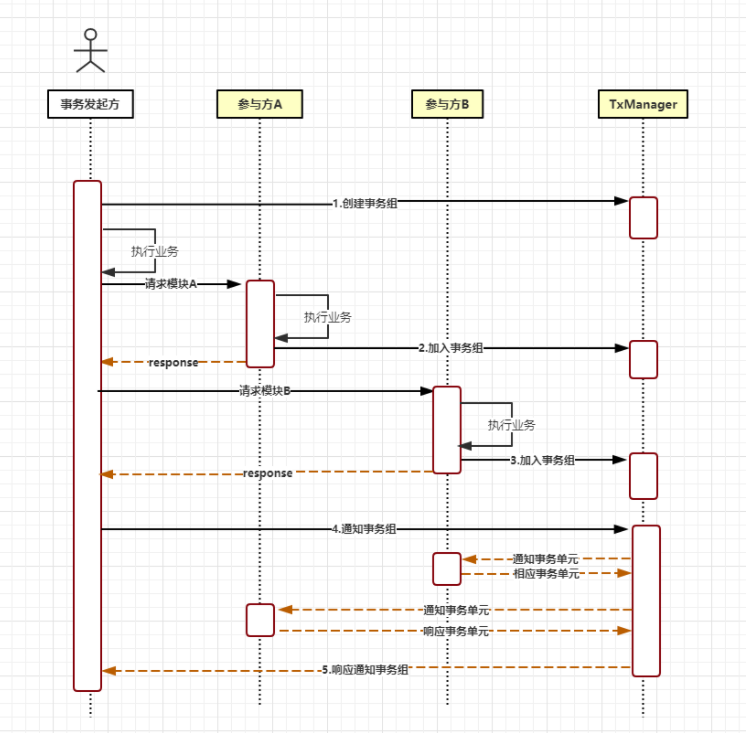 事务发起方
参与方A
参与方B
TxManager
1.创建事务组
执行业务
请求模块A
执行业务
2.加入事务组
response
请求模块B
执行业务
3.加入事务组
response
4.通知事务组
通知事务单元
相应事务单元
通知事务单元
响应事务单元
5.响应通知事务组